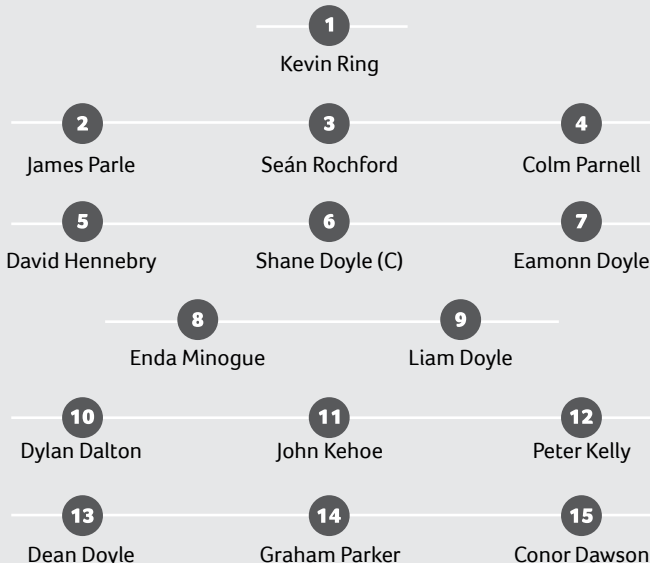 1
Kevin Ring
2 3 4
James Parle Seán Rochford Colm Parnell
5 6 7
David Hennebry Shane Doyle (C) Eamonn Doyle
8 9
Enda Minogue Liam Doyle
10 11 12
Dylan Dalton John Kehoe Peter Kelly
13 14 15
Dean Doyle Graham Parker Conor Dawson